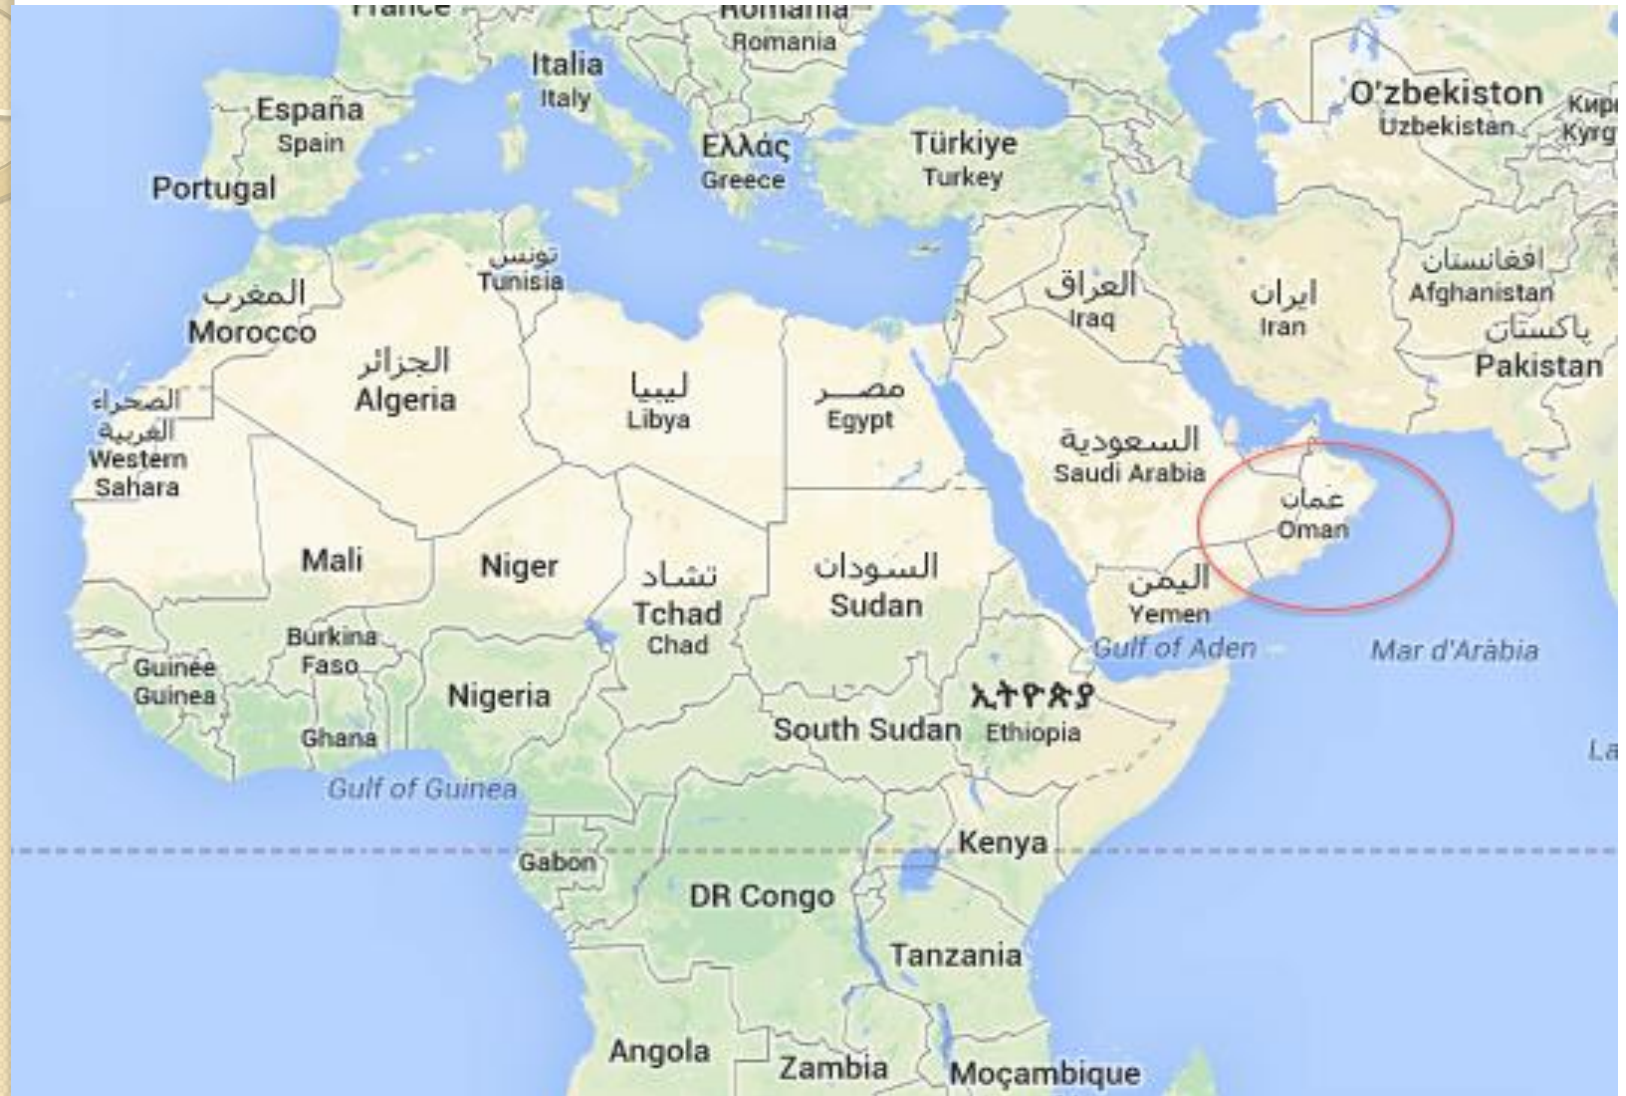 France
Romania
Romania
Italia
Italy
O'zbekiston
Uzbekistan
España
Spain
Ελλάς
Greece
Türkiye
Turkey
Portugal
تونس
Tunisia
المغرب
Morocco
العراق
Iraq
ايران
Iran
افغانستان
Afghanistan
پاکستان
Pakistan
الجزائر
Algeria
ليبيا
Libya
مصر
Egypt
الصحراء
الغربية
Western
Sahara
السعودية
Saudi Arabia
عمان
Oman
Mali
Niger
تشاد
Tchad
Chad
السودان
Sudan
اليمن
Yemen
Gulf of Aden
Mar d'Aràbia
Burkina
Faso
Guinée
Guinea
Nigeria
Ghana
South Sudan
ኢትዮጵያ
Ethiopia
Gulf of Guinea
Gabon
Kenya
DR Congo
Tanzania
Angola
Zambia
Moçambique